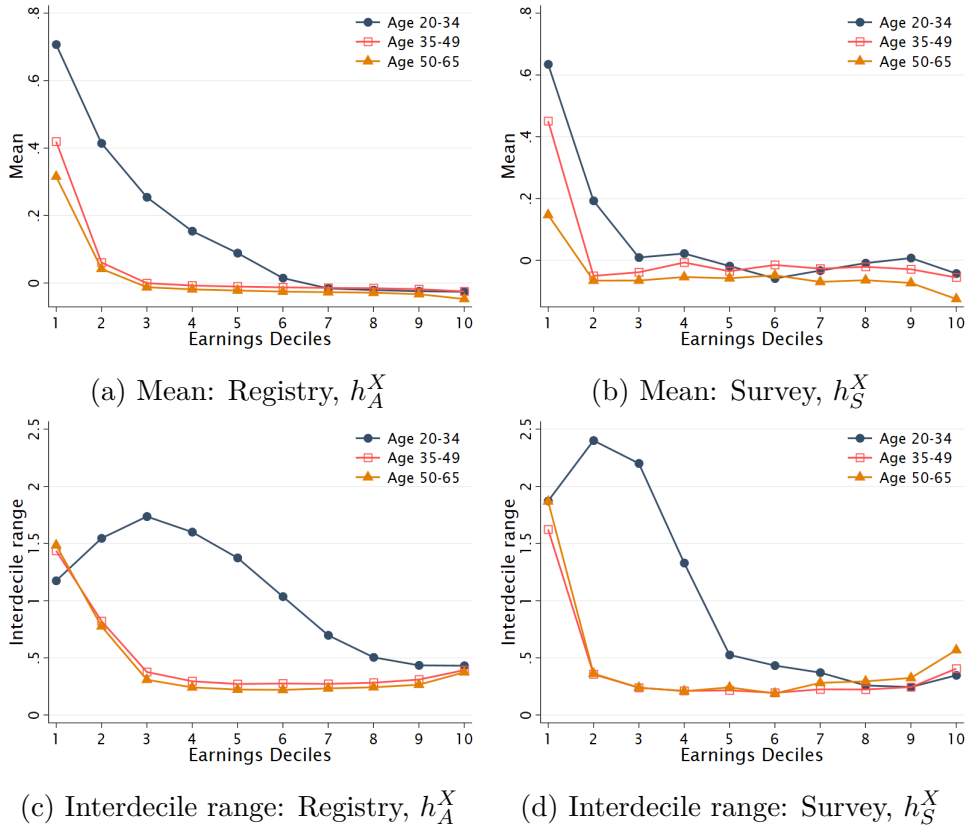 .8
.6
.4
.2
0
Mean
Age 20-34
Age 35-49
Age 50-65
1 2 3 4 5 6 7 8 9 10
Earnings Deciles
(a) Mean: Registry, $h_A^X$
.8
.6
.4
.2
0
Mean
Age 20-34
Age 35-49
Age 50-65
1 2 3 4 5 6 7 8 9 10
Earnings Deciles
(b) Mean: Survey, $h_S^X$
2.5
2
1.5
1
.5
0
Interdecile range
Age 20-34
Age 35-49
Age 50-65
1 2 3 4 5 6 7 8 9 10
Earnings Deciles
(c) Interdecile range: Registry, $h_A^X$
2.5
2
1.5
1
.5
0
Interdecile range
Age 20-34
Age 35-49
Age 50-65
1 2 3 4 5 6 7 8 9 10
Earnings Deciles
(d) Interdecile range: Survey, $h_S^X$